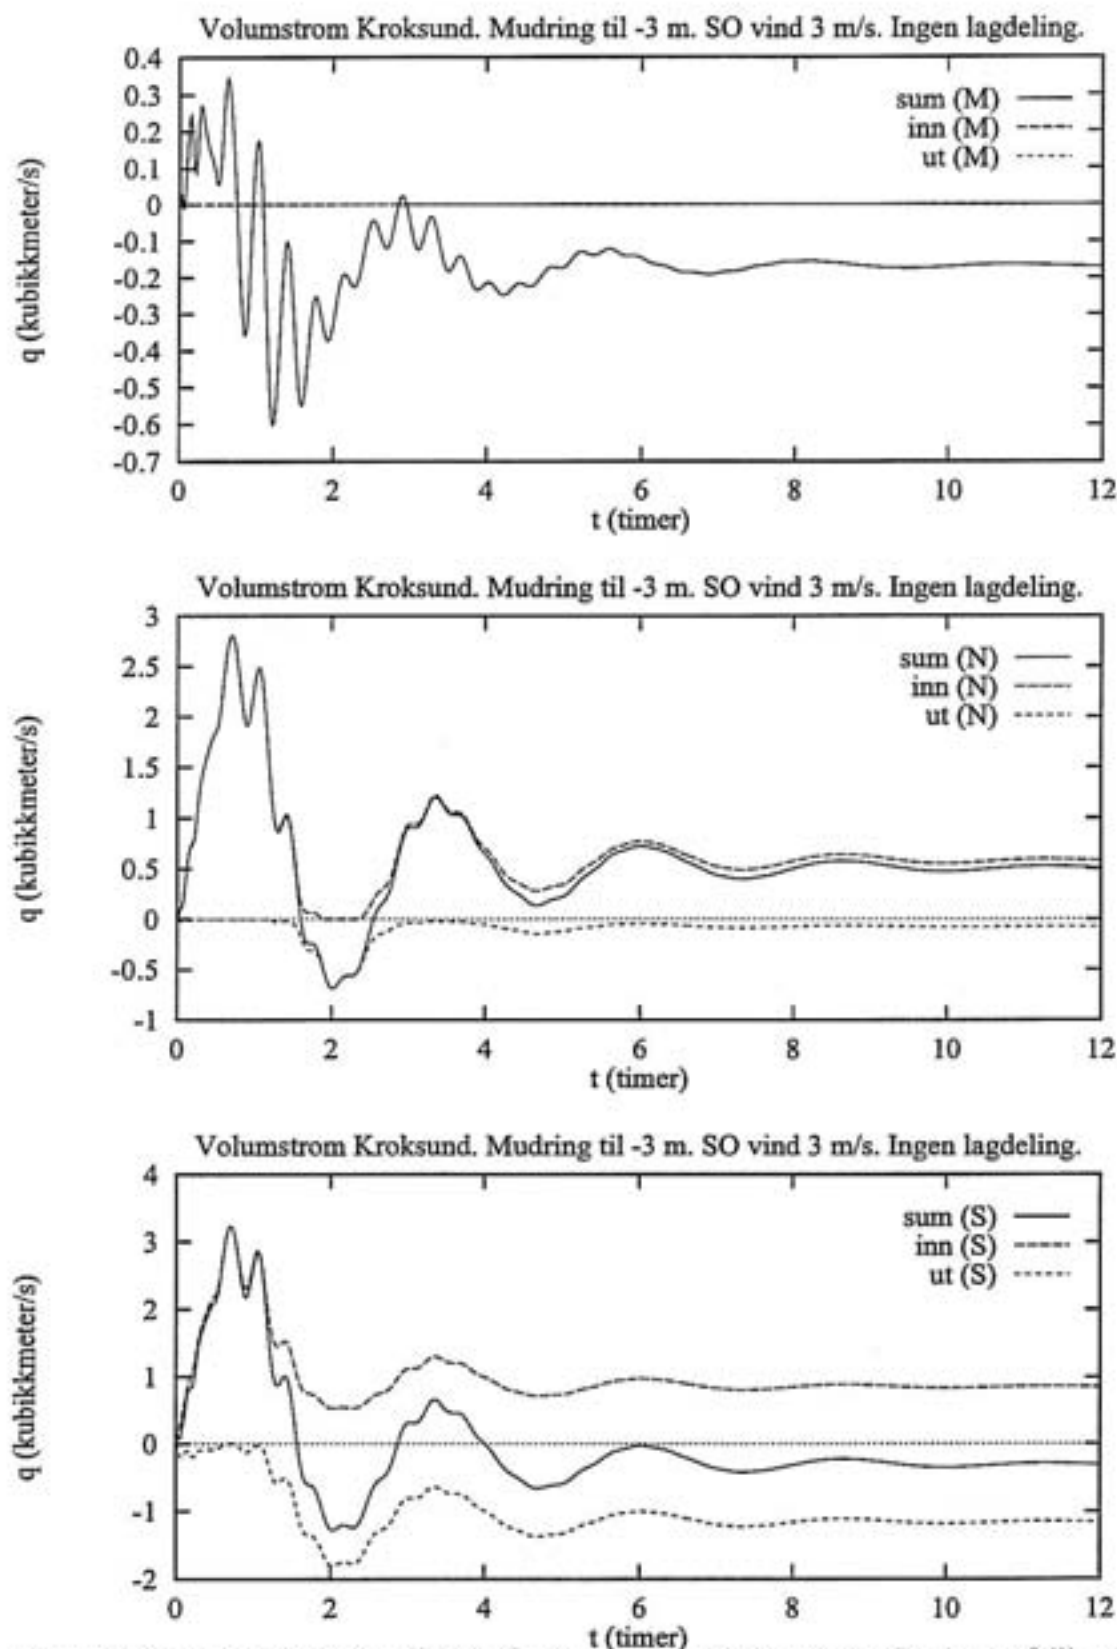 Volumstrom Kroksund. Mudring til -3 m. SO vind 3 m/s. Ingen lagdeling.
q (kubikkmeter/s)
0.4
0.3
0.2
0.1
0
-0.1
-0.2
-0.3
-0.4
-0.5
-0.6
-0.7
sum (M)
inn (M)
ut (M)
0 2 4 6 8 10 12
t (timer)
Volumstrom Kroksund. Mudring til -3 m. SO vind 3 m/s. Ingen lagdeling.
q (kubikkmeter/s)
3
2.5
2
1.5
1
0.5
0
-0.5
-1
sum (N)
inn (N)
ut (N)
0 2 4 6 8 10 12
t (timer)
Volumstrom Kroksund. Mudring til -3 m. SO vind 3 m/s. Ingen lagdeling.
q (kubikkmeter/s)
4
3
2
1
0
-1
-2
sum (S)
inn (S)
ut (S)
0 2 4 6 8 10 12
t (timer)